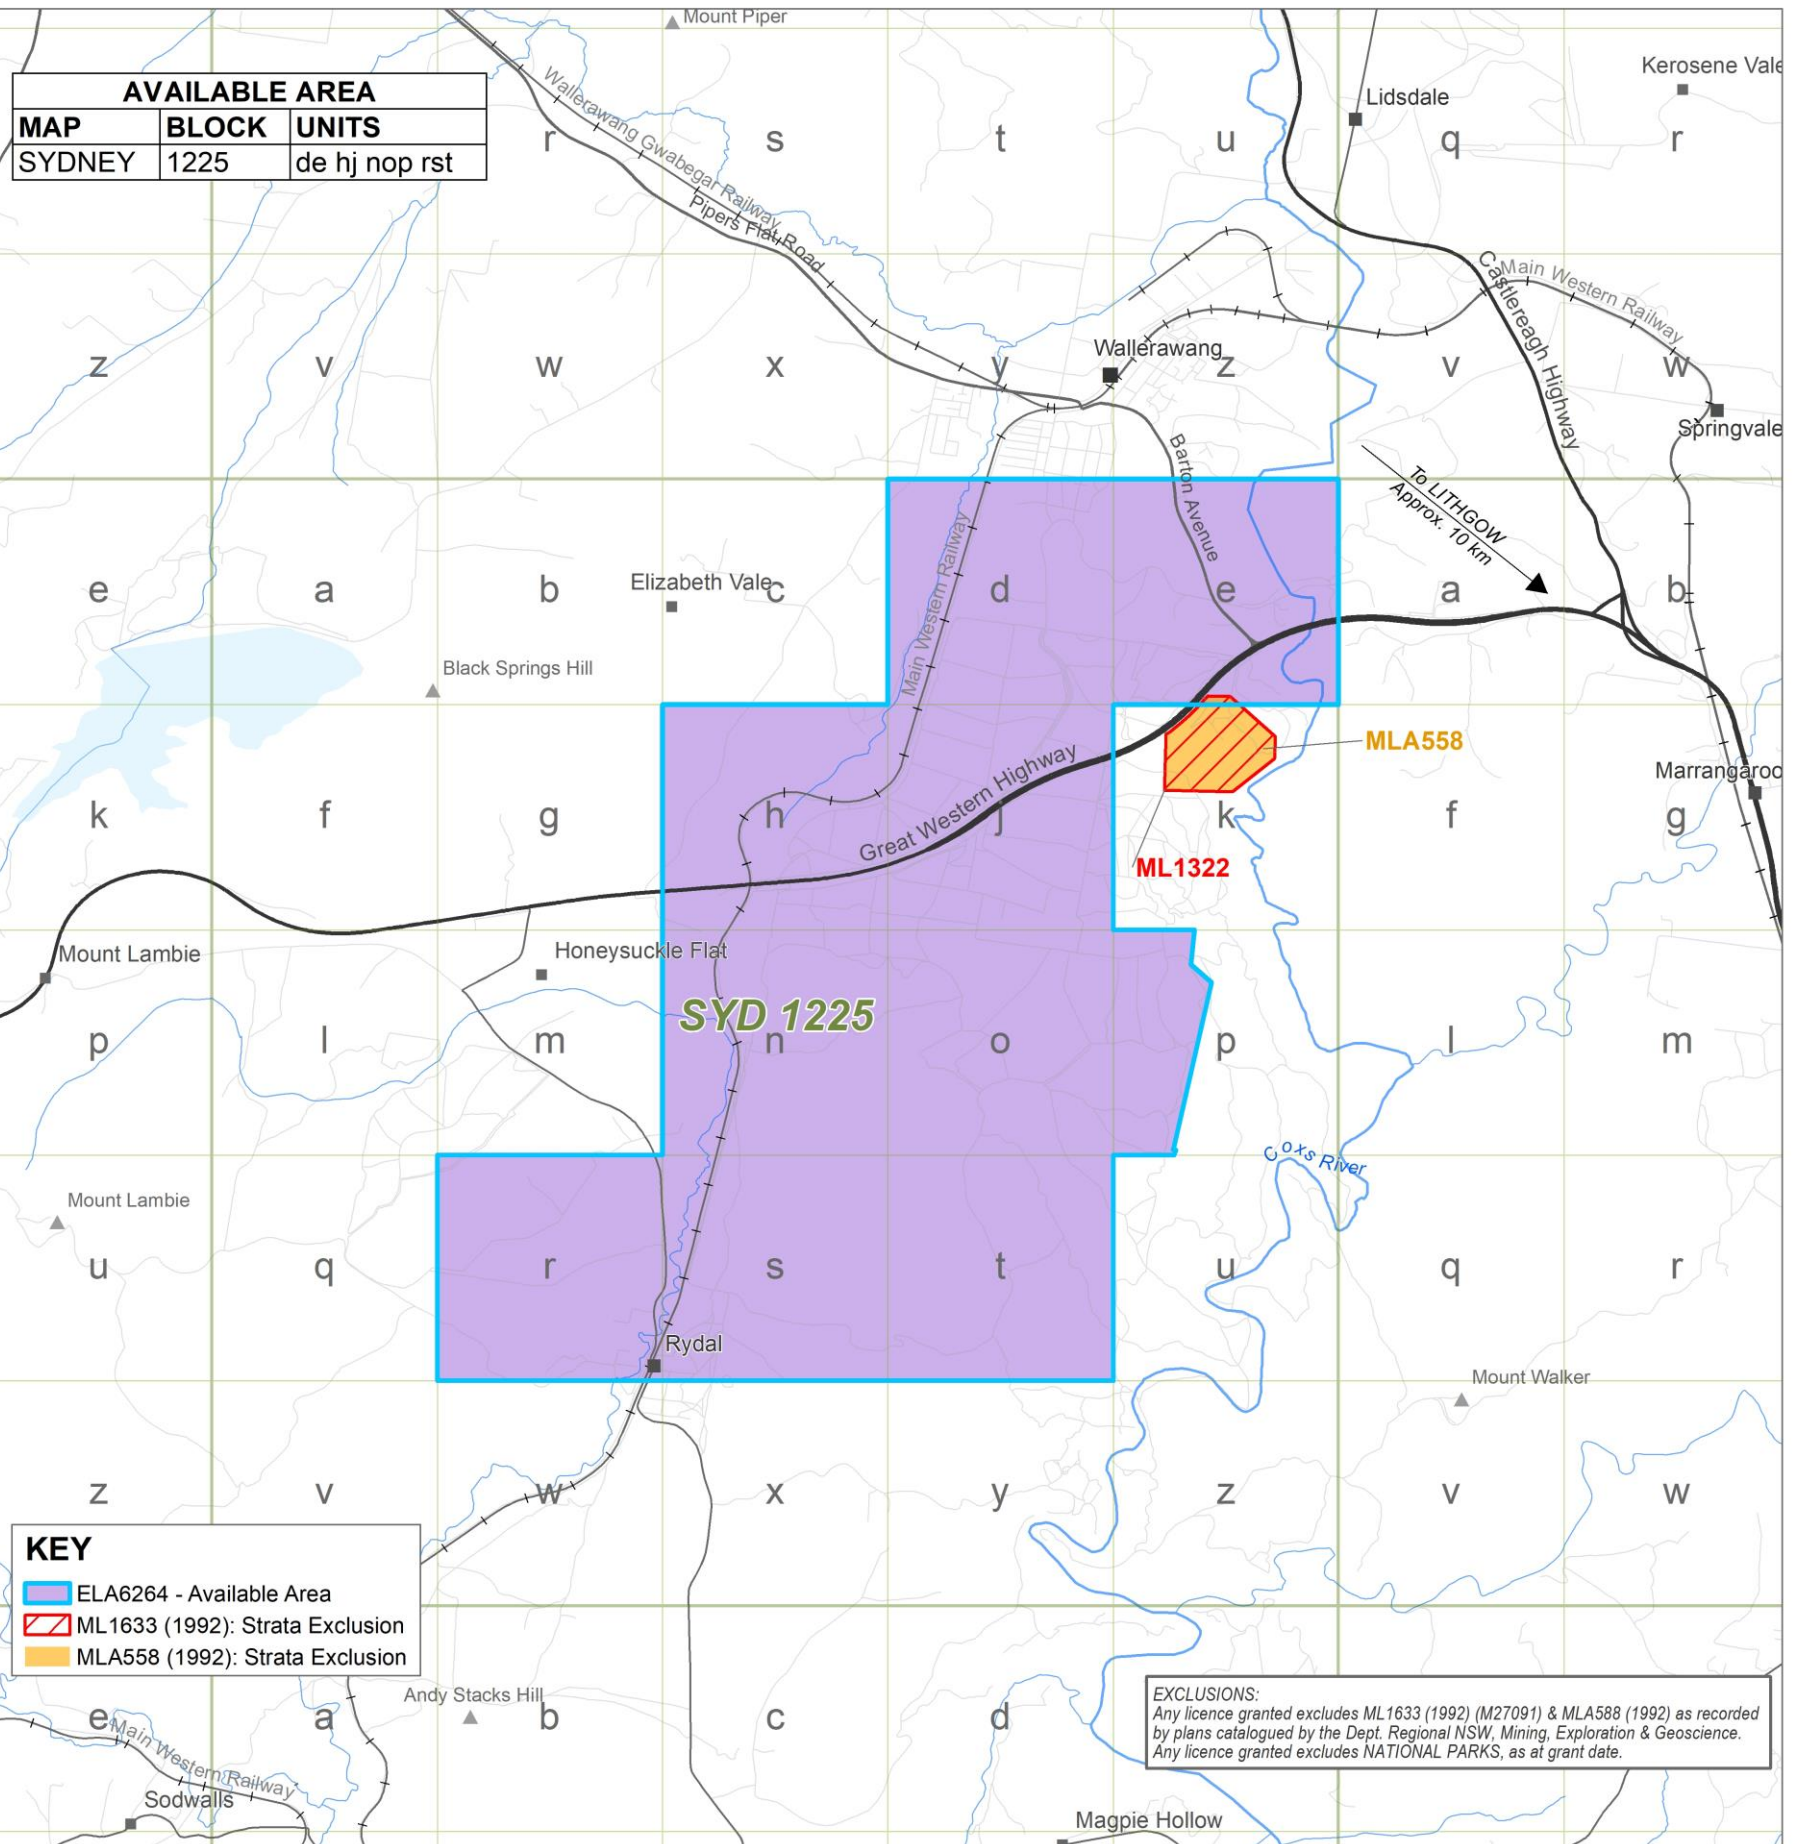 Mount Piper
Kerosene Vale
AVAILABLE AREA
MAP BLOCK UNITS
SYDNEY 1225 de hj nop rst
Lidsdale
Wallerawang Gwabegar Railway
r s t u q r
Pipers Flat Road
Castlereagh Highway
Main Western Railway
Wallerawang
z v w x y z v w
Springvale
Barton Avenue
To LITHGOW
Approx. 10 km
Main Western Railway
Elizabeth Vale
e a b c d e a b
Black Springs Hill
MLA558
Marrangaroo
Great Western Highway
k f g h j k f g
ML1322
Mount Lambie
Honeysuckle Flat
SYD 1225
p l m n o p l m
Coxs River
Mount Lambie
u q r s t u q r
Rydal
Mount Walker
z v w x y z v w
KEY
ELA6264 - Available Area
ML1633 (1992): Strata Exclusion
MLA558 (1992): Strata Exclusion
Andy Stacks Hill
e a b c d
Main Western Railway
Sodwalls
EXCLUSIONS:
Any licence granted excludes ML1633 (1992) (M27091) & MLA588 (1992) as recorded
by plans catalogued by the Dept. Regional NSW, Mining, Exploration & Geoscience.
Any licence granted excludes NATIONAL PARKS, as at grant date.
Magpie Hollow